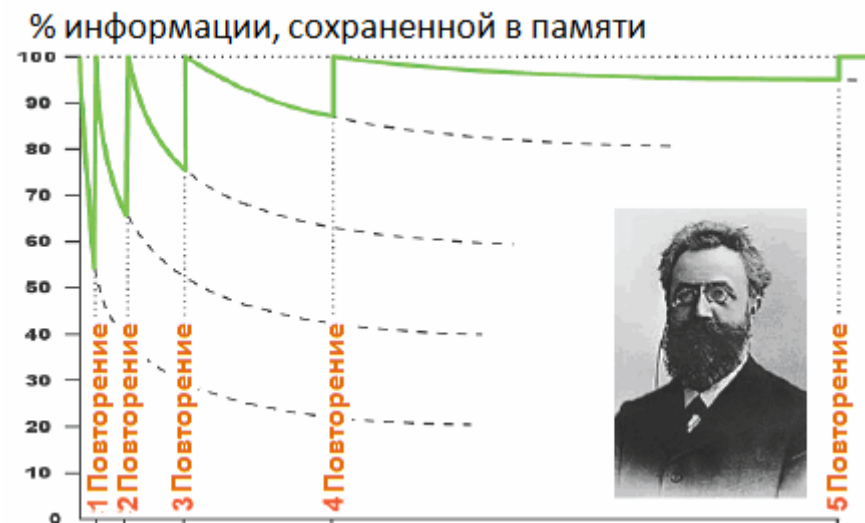 % информации, сохраненной в памяти
100
90
80
70
60
50
40
30
20
10
0
1 Повторение
2 Повторение
3 Повторение
4 Повторение
5 Повторение